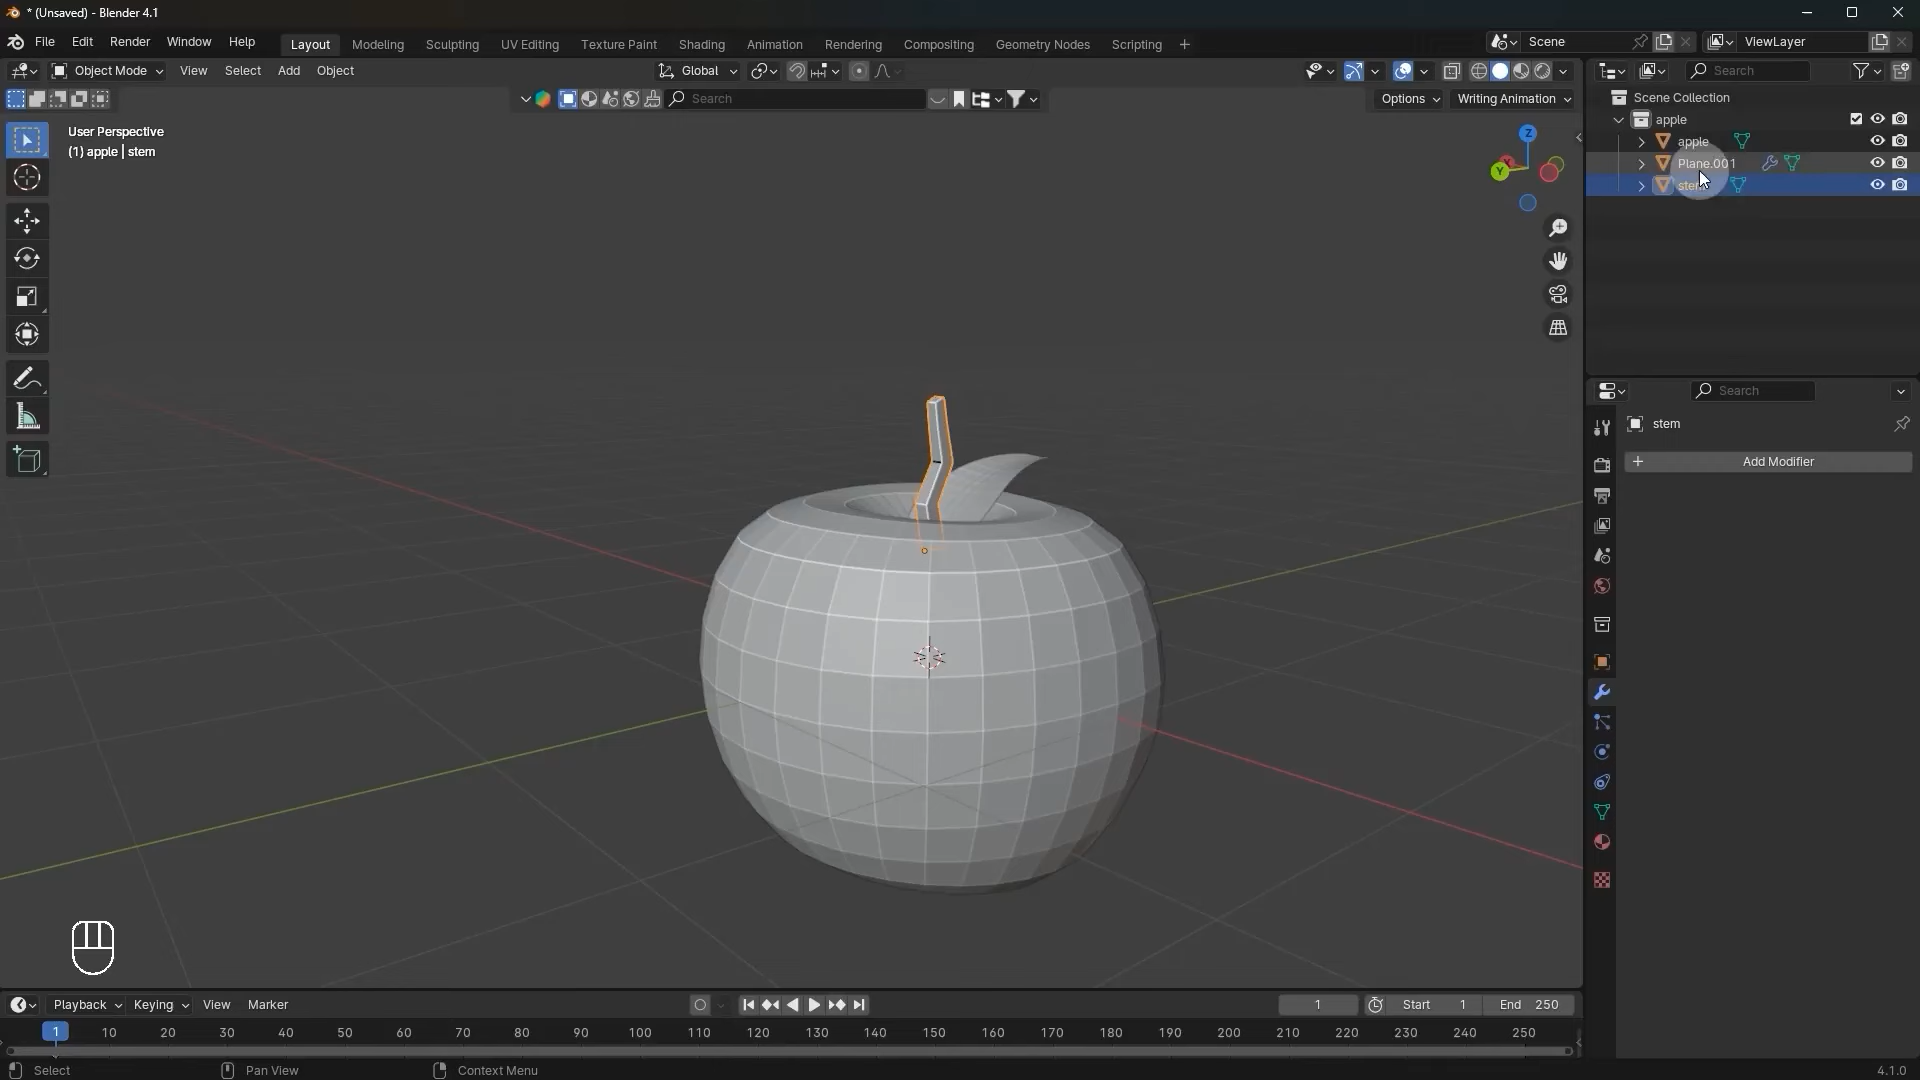 * (Unsaved) - Blender 4.1
File Edit Render Window Help
Layout Modeling Sculpting UV Editing Texture Paint Shading Animation Rendering Compositing Geometry Nodes Scripting
Scene
ViewLayer
Object Mode View Select Add Object
Global
Search
Search
Options
Writing Animation
Scene Collection
apple
apple
Plane.001
User Perspective
(1) apple | stem
Z
Y
Search
stem
Add Modifier
Playback Keying View Marker
1
Start 1
End 250
1 10 20 30 40 50 60 70 80 90 100 110 120 130 140 150 160 170 180 190 200 210 220 230 240 250
Select
Pan View
Context Menu
4.1.0